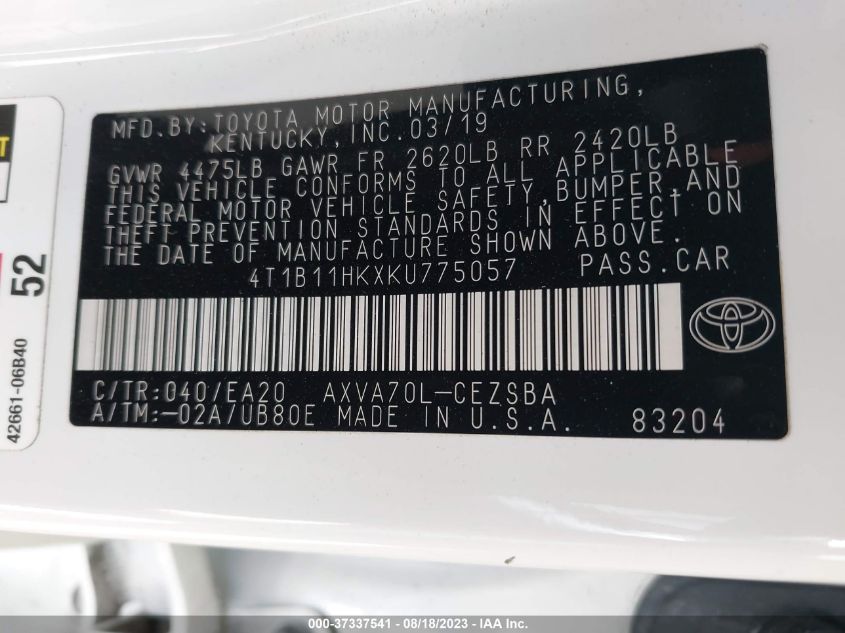 MFD.BY:TOYOTA MOTOR MANUFACTURING,
KENTUCKY,INC.03/19
GVWR 4475LB GAWR FR 2620LB RR 2420LB
THIS VEHICLE CONFORMS TO ALL APPLICABLE
FEDERAL MOTOR VEHICLE SAFETY,BUMPER,AND
THEFT PREVENTION STANDARDS IN EFFECT ON
THE DATE OF MANUFACTURE SHOWN ABOVE.
4T1B11HKXKU775057 PASS.CAR
C/TR:040/EA20 AXVA70L-CEZSBA
A/TM:-02A/UB80E MADE IN U.S.A. 83204
52
42661-06B40
000-37337541 - 08/18/2023 - IAA Inc.